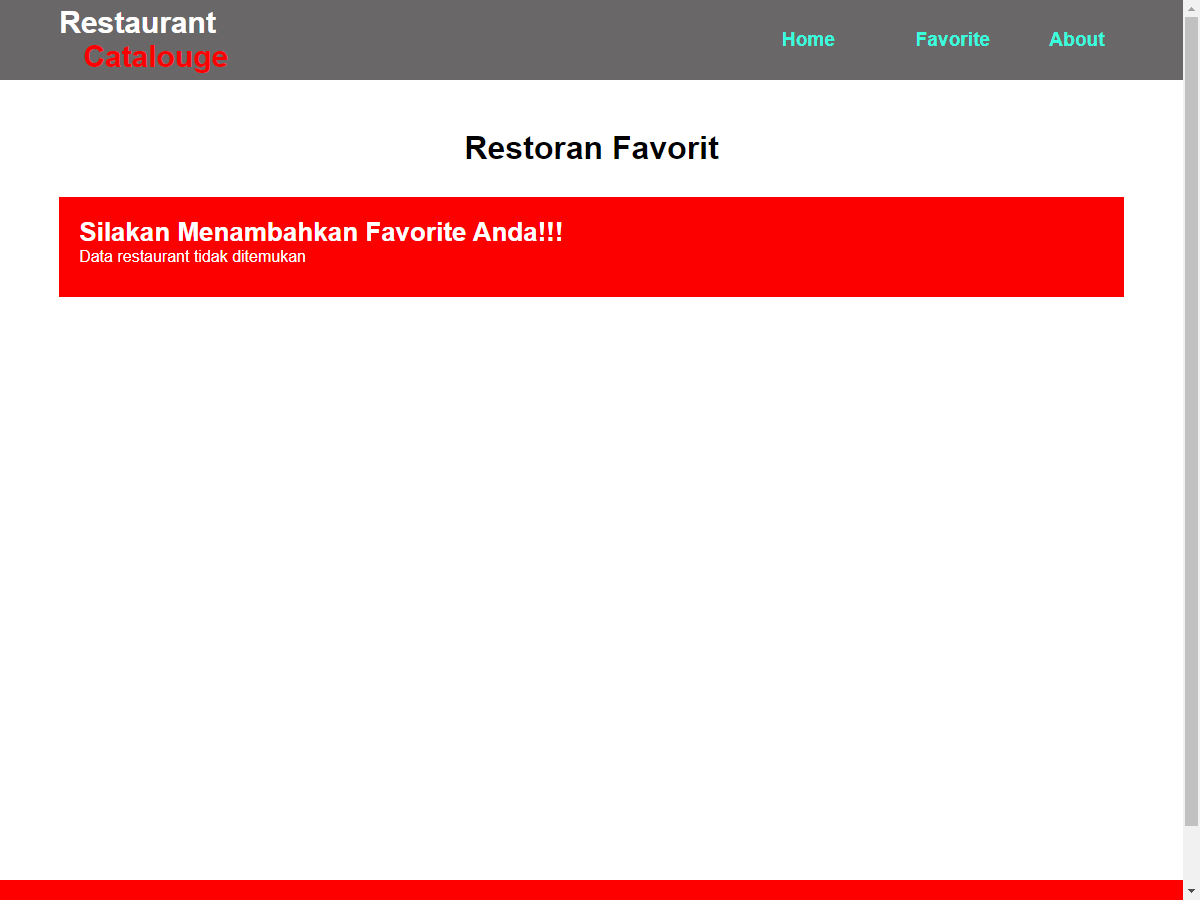 Restaurant
Catalouge
Home
Favorite
About
Restoran Favorit
Silakan Menambahkan Favorite Anda!!!
Data restaurant tidak ditemukan